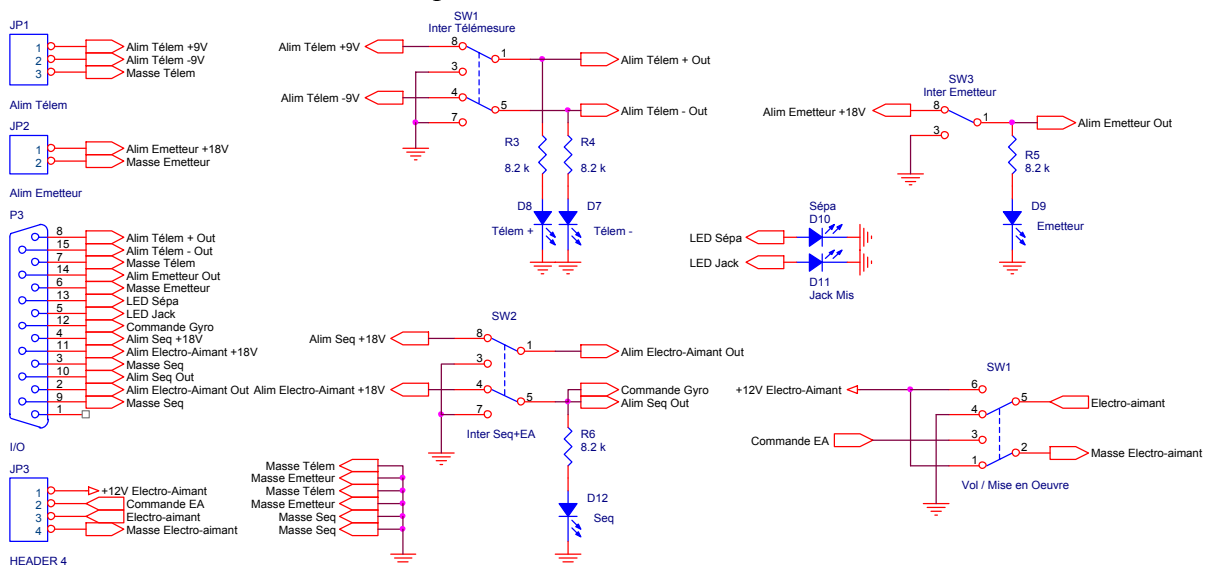 JP1
1 Alim Télem +9V
2 Alim Télem -9V
3 Masse Télem
Alim Télem
JP2
1 Alim Emetteur +18V
2 Masse Emetteur
Alim Emetteur
P3
8 Alim Télem + Out
15 Alim Télem - Out
7 Masse Télem
14 Alim Emetteur Out
6 Masse Emetteur
13 LED Sépa
5 LED Jack
12 Commande Gyro
4 Alim Seq +18V
11 Alim Electro-Aimant +18V
3 Masse Seq
10 Alim Seq Out
2 Alim Electro-Aimant Out
9 Masse Seq
1
I/O
JP3
1 +12V Electro-Aimant
2 Commande EA
3 Electro-aimant
4 Masse Electro-aimant
HEADER 4
SW1
Inter Télémesure
Alim Télem +9V 8 1 Alim Télem + Out
3
Alim Télem -9V 4 5 Alim Télem - Out
7
R3 R4
8.2 k 8.2 k
D8 D7
Télem + Télem -
SW2
Alim Seq +18V 8 1 Alim Electro-Aimant Out
3
Alim Electro-Aimant +18V 4 5 Commande Gyro
Alim Seq Out
7
Inter Seq+EA
R6
8.2 k
D12
Seq
Masse Télem
Masse Emetteur
Masse Télem
Masse Emetteur
Masse Seq
Masse Seq
SW3
Inter Emetteur
Alim Emetteur +18V 8 1 Alim Emetteur Out
3
R5
8.2 k
D9
Emetteur
Sépa
D10
LED Sépa
LED Jack
D11
Jack Mis
SW1
+12V Electro-Aimant 6
4 5 Electro-aimant
Commande EA 3
1 2 Masse Electro-aimant
Vol / Mise en Oeuvre